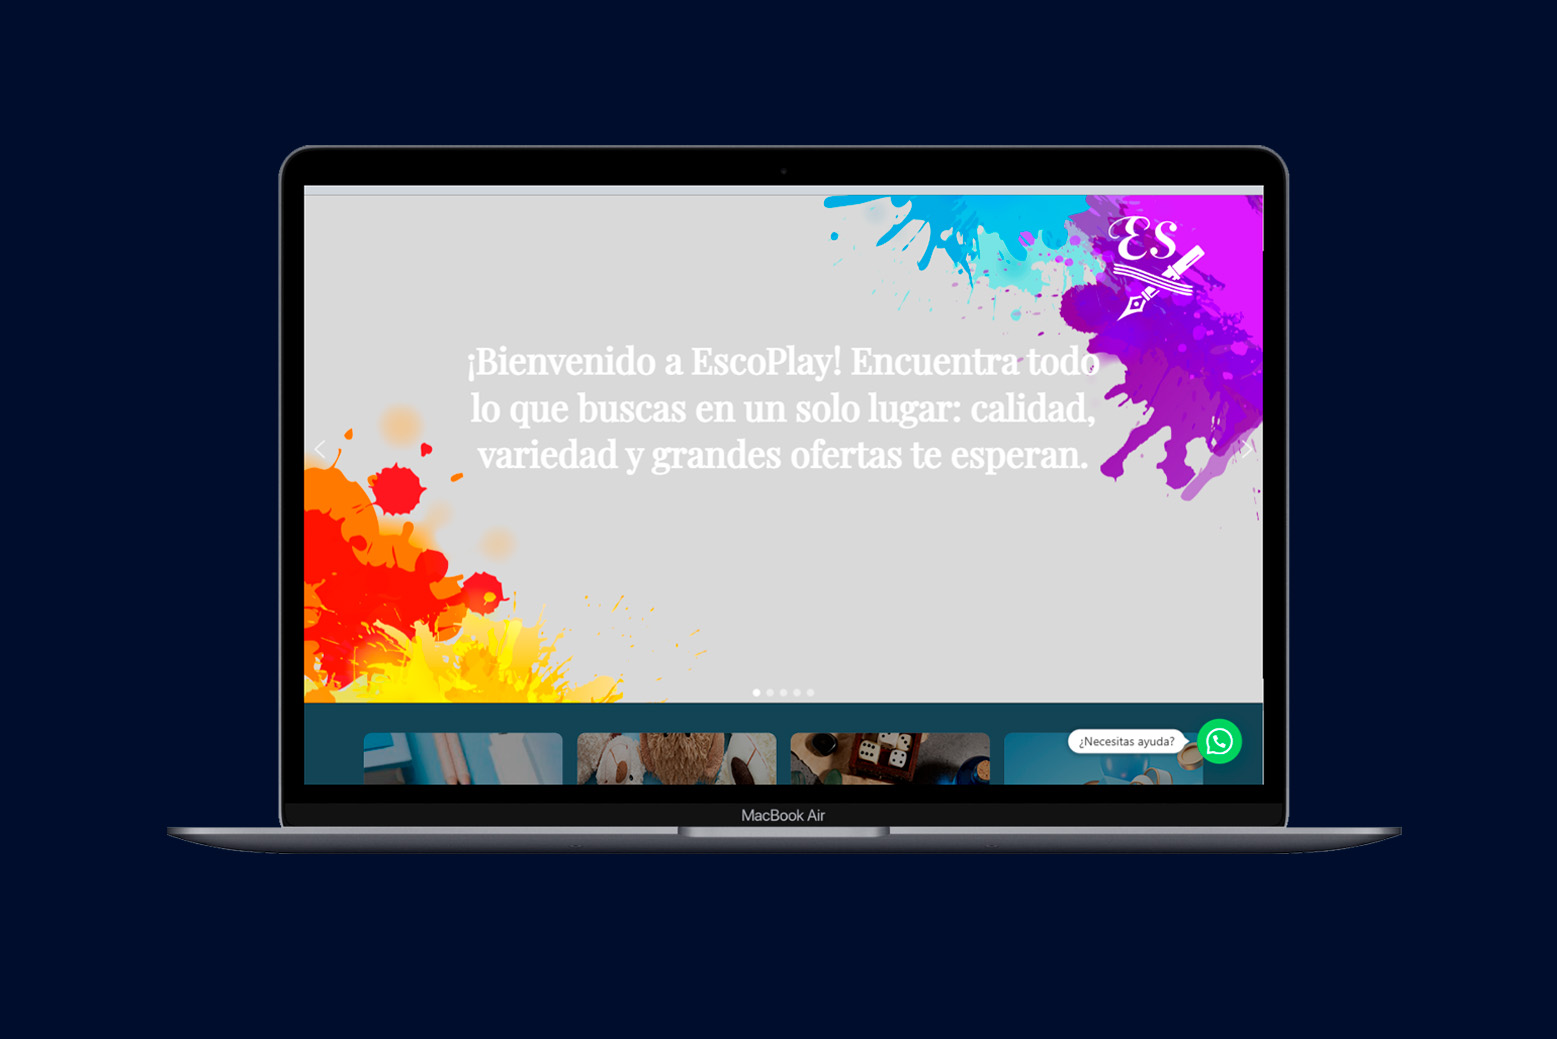 ES
¡Bienvenido a EscoPlay! Encuentra todo
lo que buscas en un solo lugar: calidad,
variedad y grandes ofertas te esperan.
¿Necesitas ayuda?
MacBook Air